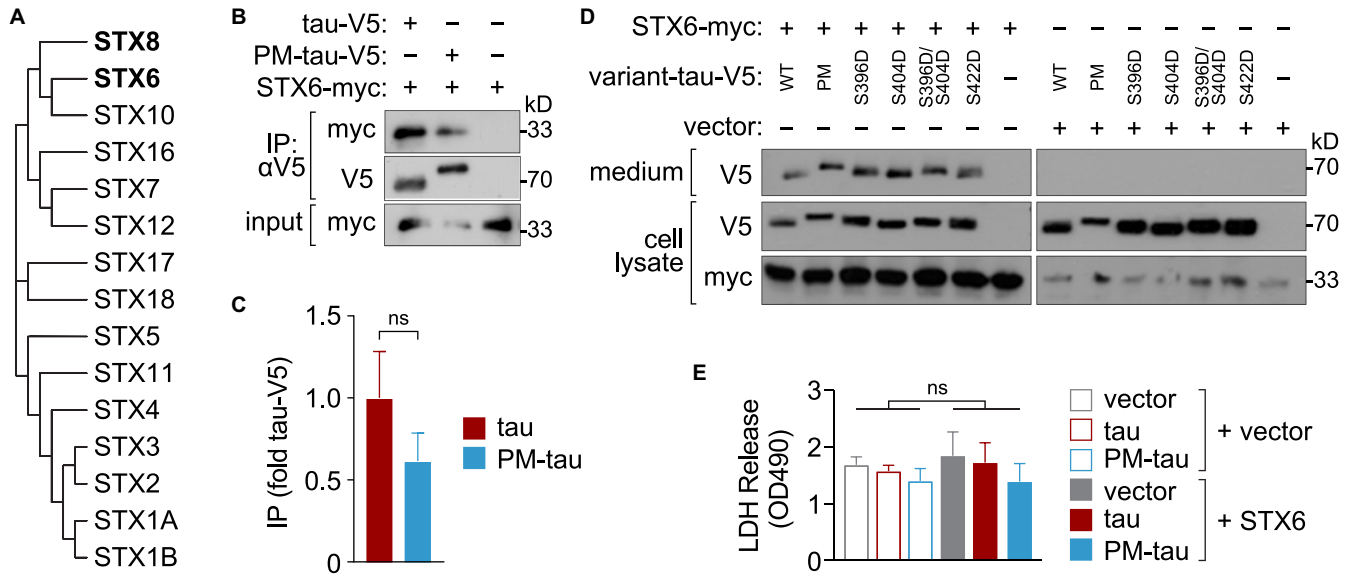 A
STX8
STX6
STX10
STX16
STX7
STX12
STX17
STX18
STX5
STX11
STX4
STX3
STX2
STX1A
STX1B
B
tau-V5: + – –
PM-tau-V5: – + –
STX6-myc: + + +
kD
IP: αV5
myc
33
V5
70
input
myc
33
C
IP (fold tau-V5)
1.5
1.0
0.5
0
ns
tau
PM-tau
D
STX6-myc: + + + + + + + – – – – – – –
variant-tau-V5: WT PM S396D S404D S396D/S404D S422D – WT PM S396D S404D S396D/S404D S422D –
vector: – – – – – – – + + + + + + +
kD
medium
V5
70
cell lysate
V5
70
myc
33
E
LDH Release
(OD490)
3
2
1
0
ns
vector
tau
PM-tau
+ vector
vector
tau
PM-tau
+ STX6